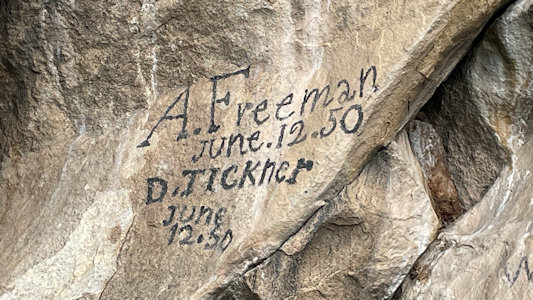 A. Freeman
June. 12. 50
D. Tickner
June
12. 50